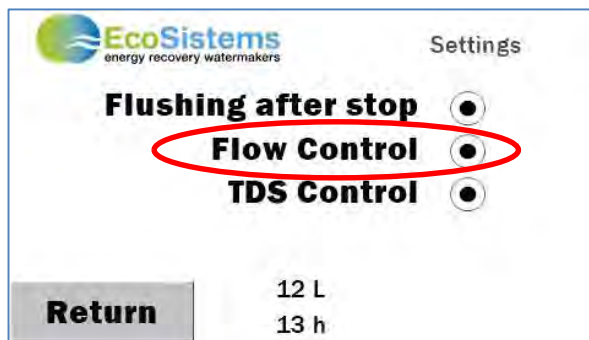 EcoSistems
energy recovery watermakers
Settings
Flushing after stop
Flow Control
TDS Control
Return
12 L
13 h